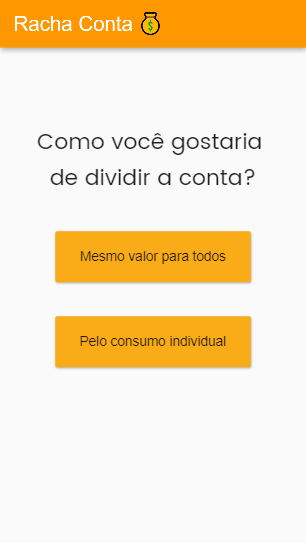 Racha Conta
Como você gostaria
de dividir a conta?
Mesmo valor para todos
Pelo consumo individual